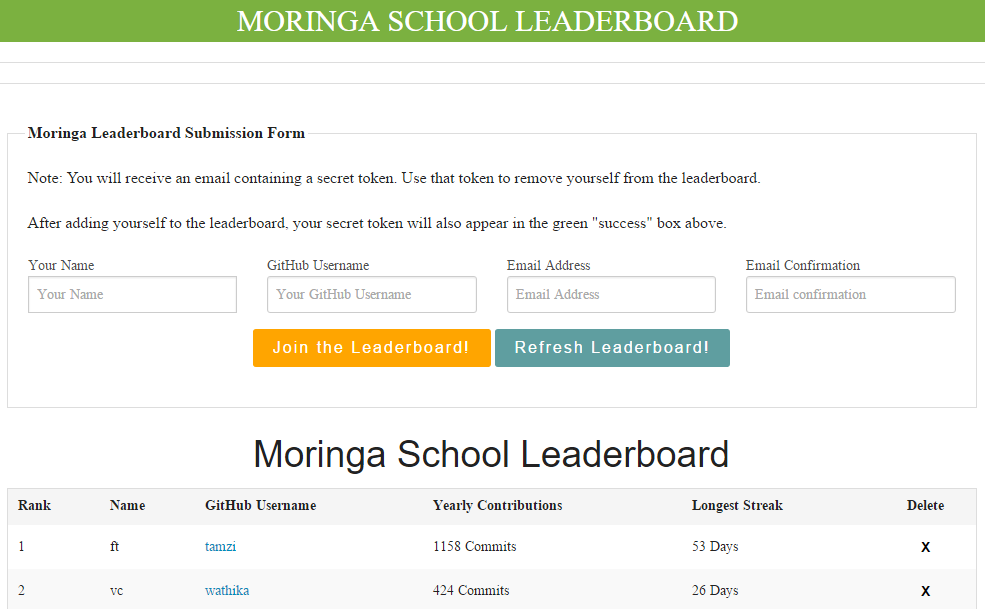 MORINGA SCHOOL LEADERBOARD
Moringa Leaderboard Submission Form
Note: You will receive an email containing a secret token. Use that token to remove yourself from the leaderboard.
After adding yourself to the leaderboard, your secret token will also appear in the green "success" box above.
Your Name GitHub Username Email Address Email Confirmation
Your Name Your GitHub Username Email Address Email confirmation
Join the Leaderboard! Refresh Leaderboard!
Moringa School Leaderboard
Rank Name GitHub Username Yearly Contributions Longest Streak Delete
1 ft tamzi 1158 Commits 53 Days X
2 vc wathika 424 Commits 26 Days X